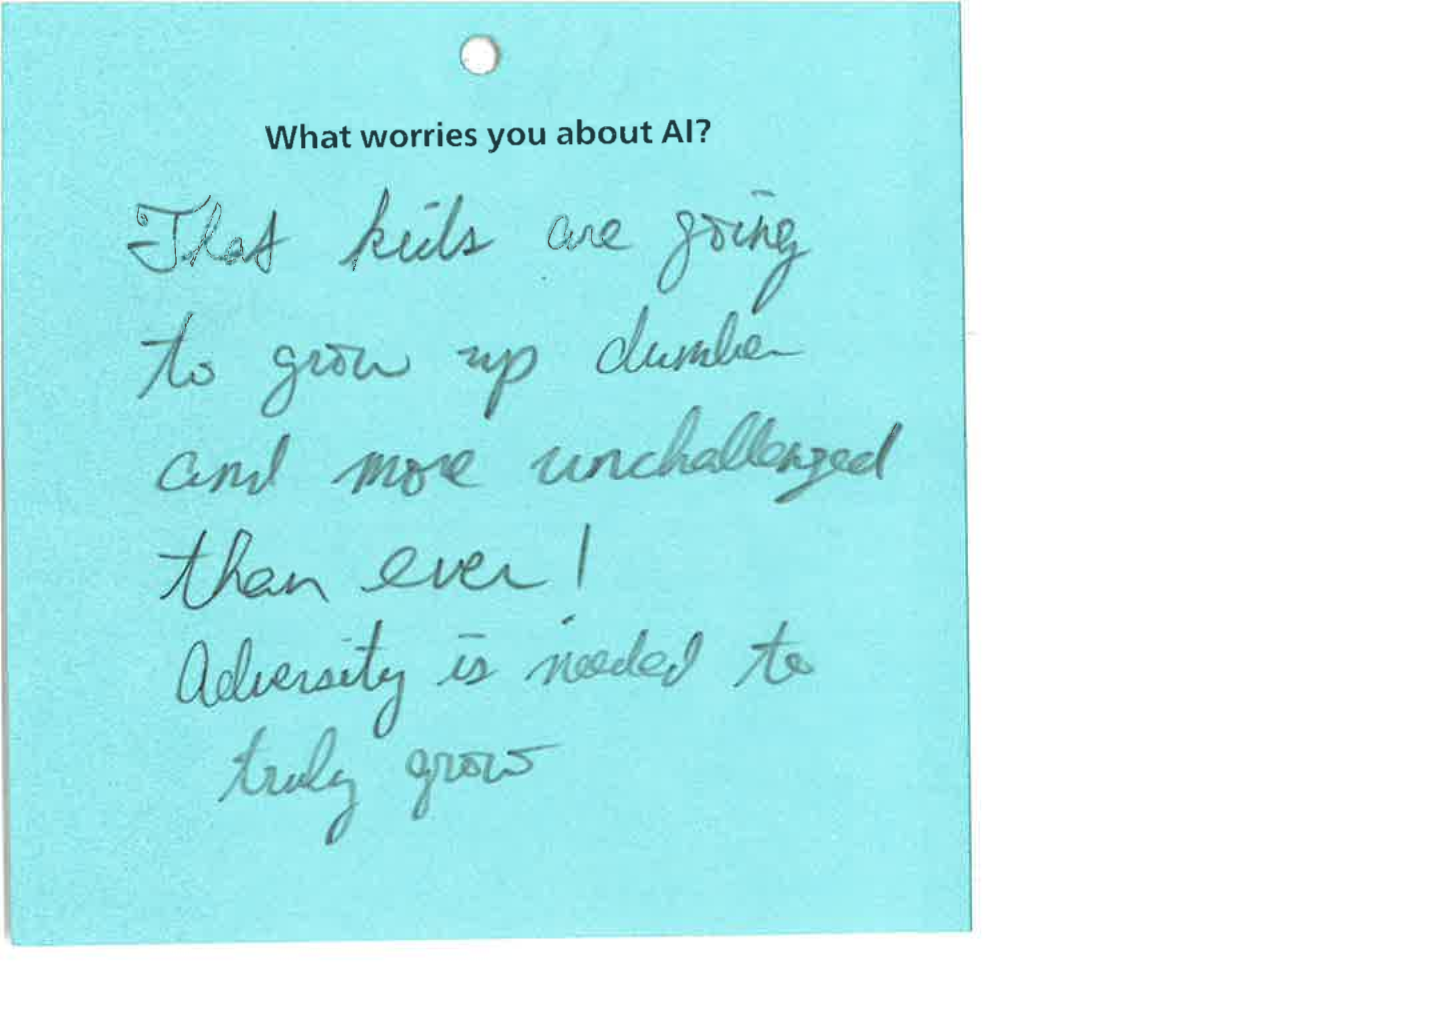 What worries you about AI?
That kids are going
to grow up dumber
and more unchallenged
than ever!
Adversity is needed to
truly grow